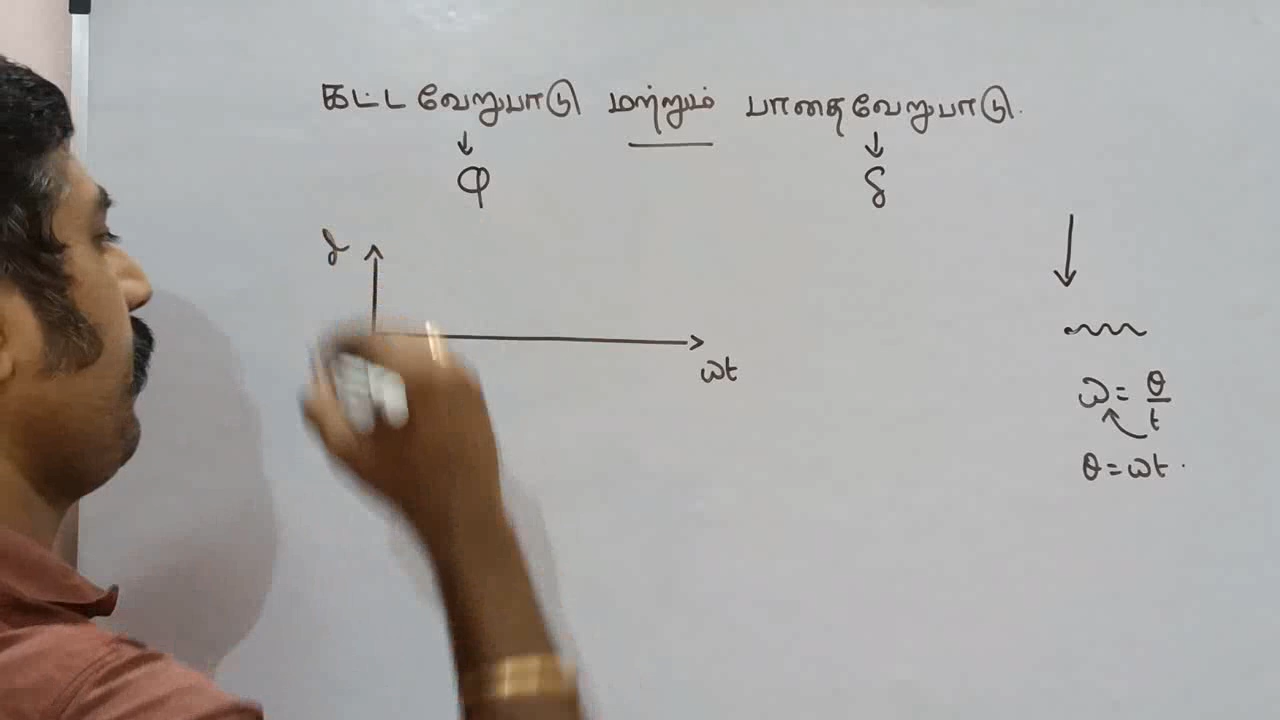 கட்ட வேறுபாடு மற்றும் பாதைவேறுபாடு.
φ δ
y
ωt
ω = θ/t
θ = ωt.